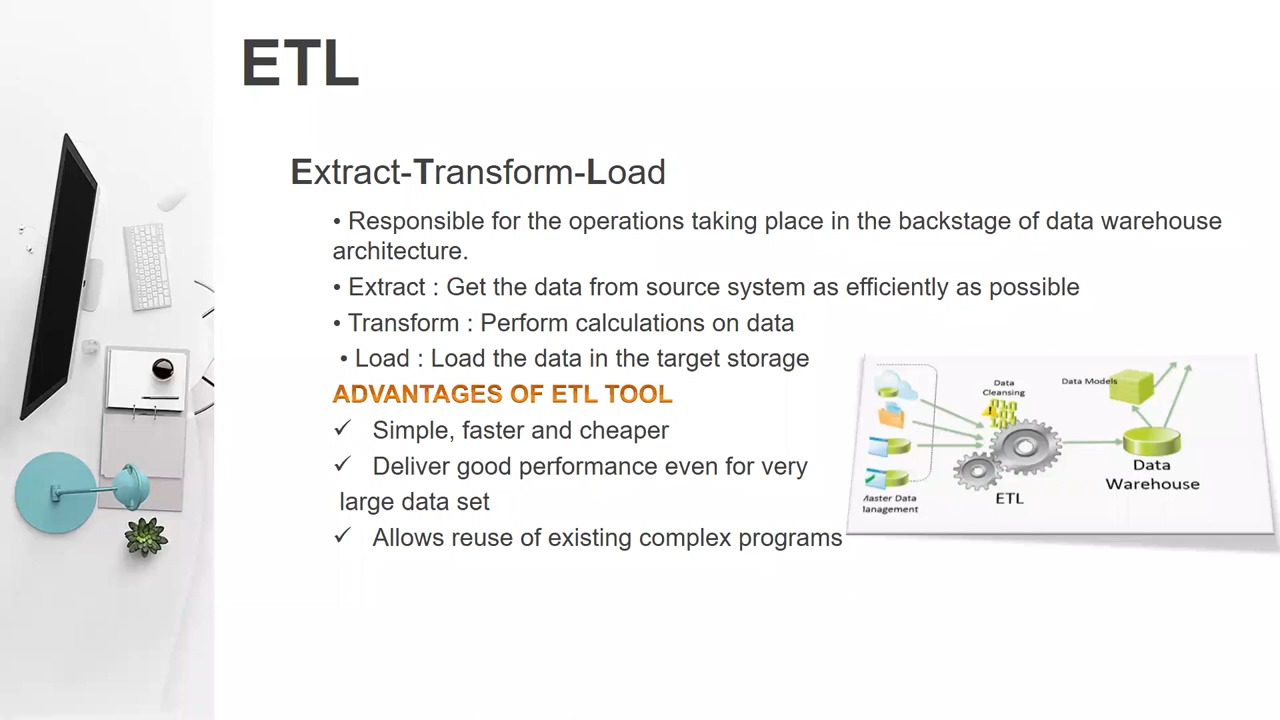 ETL
Extract-Transform-Load
• Responsible for the operations taking place in the backstage of data warehouse
architecture.
• Extract : Get the data from source system as efficiently as possible
• Transform : Perform calculations on data
• Load : Load the data in the target storage
ADVANTAGES OF ETL TOOL
✓ Simple, faster and cheaper
✓ Deliver good performance even for very
large data set
✓ Allows reuse of existing complex programs
Data
Cleansing
Data Models
Data
Warehouse
ETL
Master Data
Management